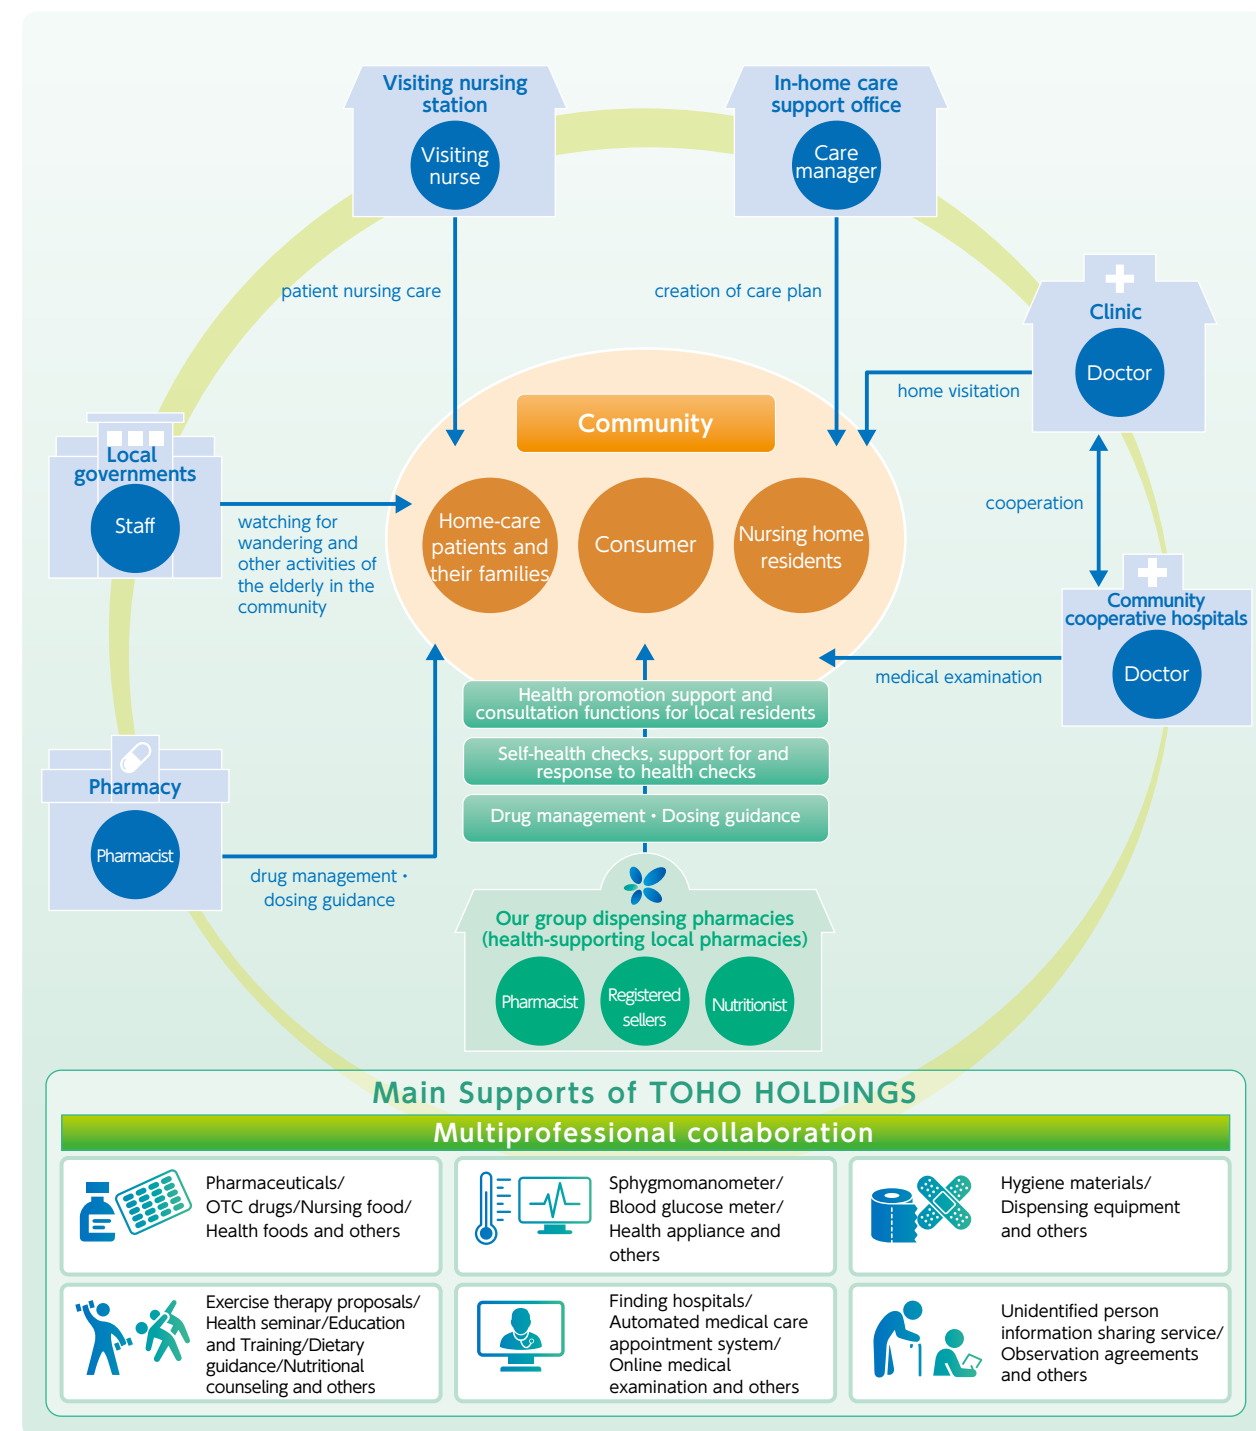 Visiting nursing
station
Visiting
nurse
In-home care
support office
Care
manager
patient nursing care
creation of care plan
Clinic
Doctor
home visitation
Community
Local
governments
Staff
watching for
wandering and
other activities of
the elderly in the
community
Home-care
patients and
their families
Consumer
Nursing home
residents
cooperation
Community
cooperative hospitals
Doctor
medical examination
Health promotion support and
consultation functions for local residents
Self-health checks, support for and
response to health checks
Drug management・Dosing guidance
Pharmacy
Pharmacist
drug management・
dosing guidance
Our group dispensing pharmacies
(health-supporting local pharmacies)
Pharmacist
Registered
sellers
Nutritionist
Main Supports of TOHO HOLDINGS
Multiprofessional collaboration
Pharmaceuticals/
OTC drugs/Nursing food/
Health foods and others
Sphygmomanometer/
Blood glucose meter/
Health appliance and
others
Hygiene materials/
Dispensing equipment
and others
Exercise therapy proposals/
Health seminar/Education
and Training/Dietary
guidance/Nutritional
counseling and others
Finding hospitals/
Automated medical care
appointment system/
Online medical
examination and others
Unidentified person
information sharing service/
Observation agreements
and others